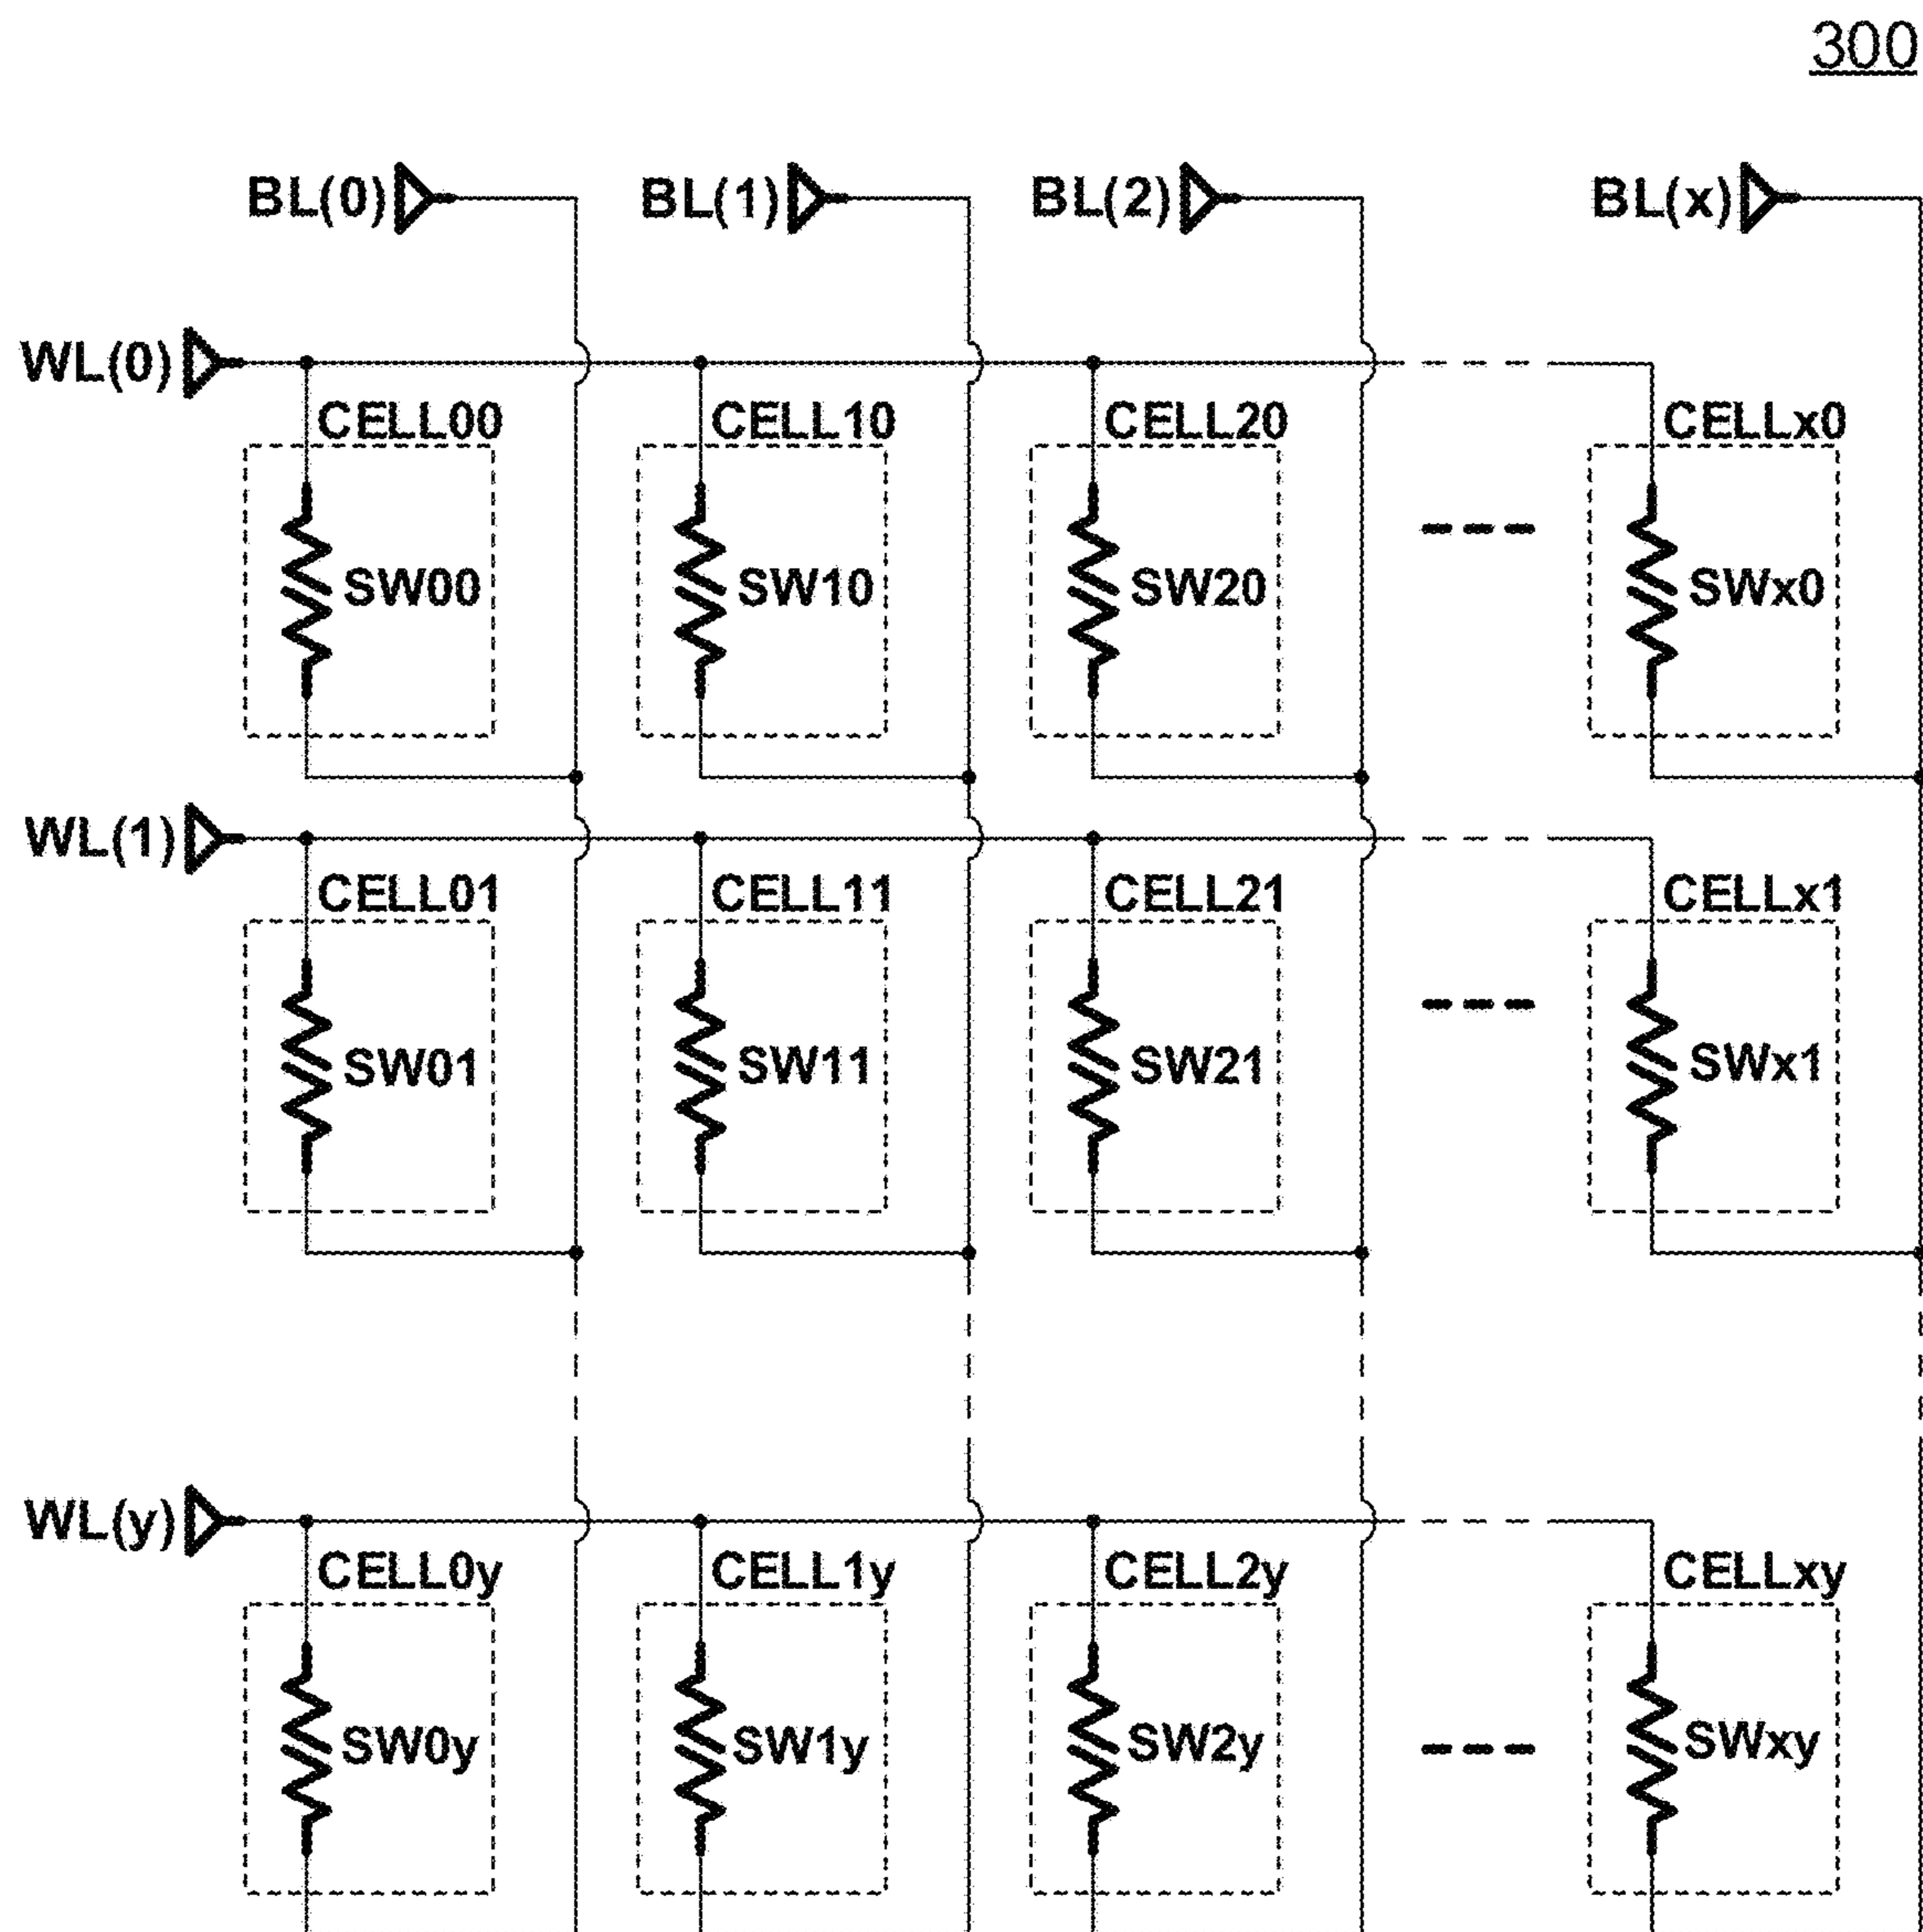 300
BL(0) BL(1) BL(2) BL(x)
WL(0)
CELL00 CELL10 CELL20 CELLx0
SW00 SW10 SW20 SWx0
WL(1)
CELL01 CELL11 CELL21 CELLx1
SW01 SW11 SW21 SWx1
WL(y)
CELL0y CELL1y CELL2y CELLxy
SW0y SW1y SW2y SWxy